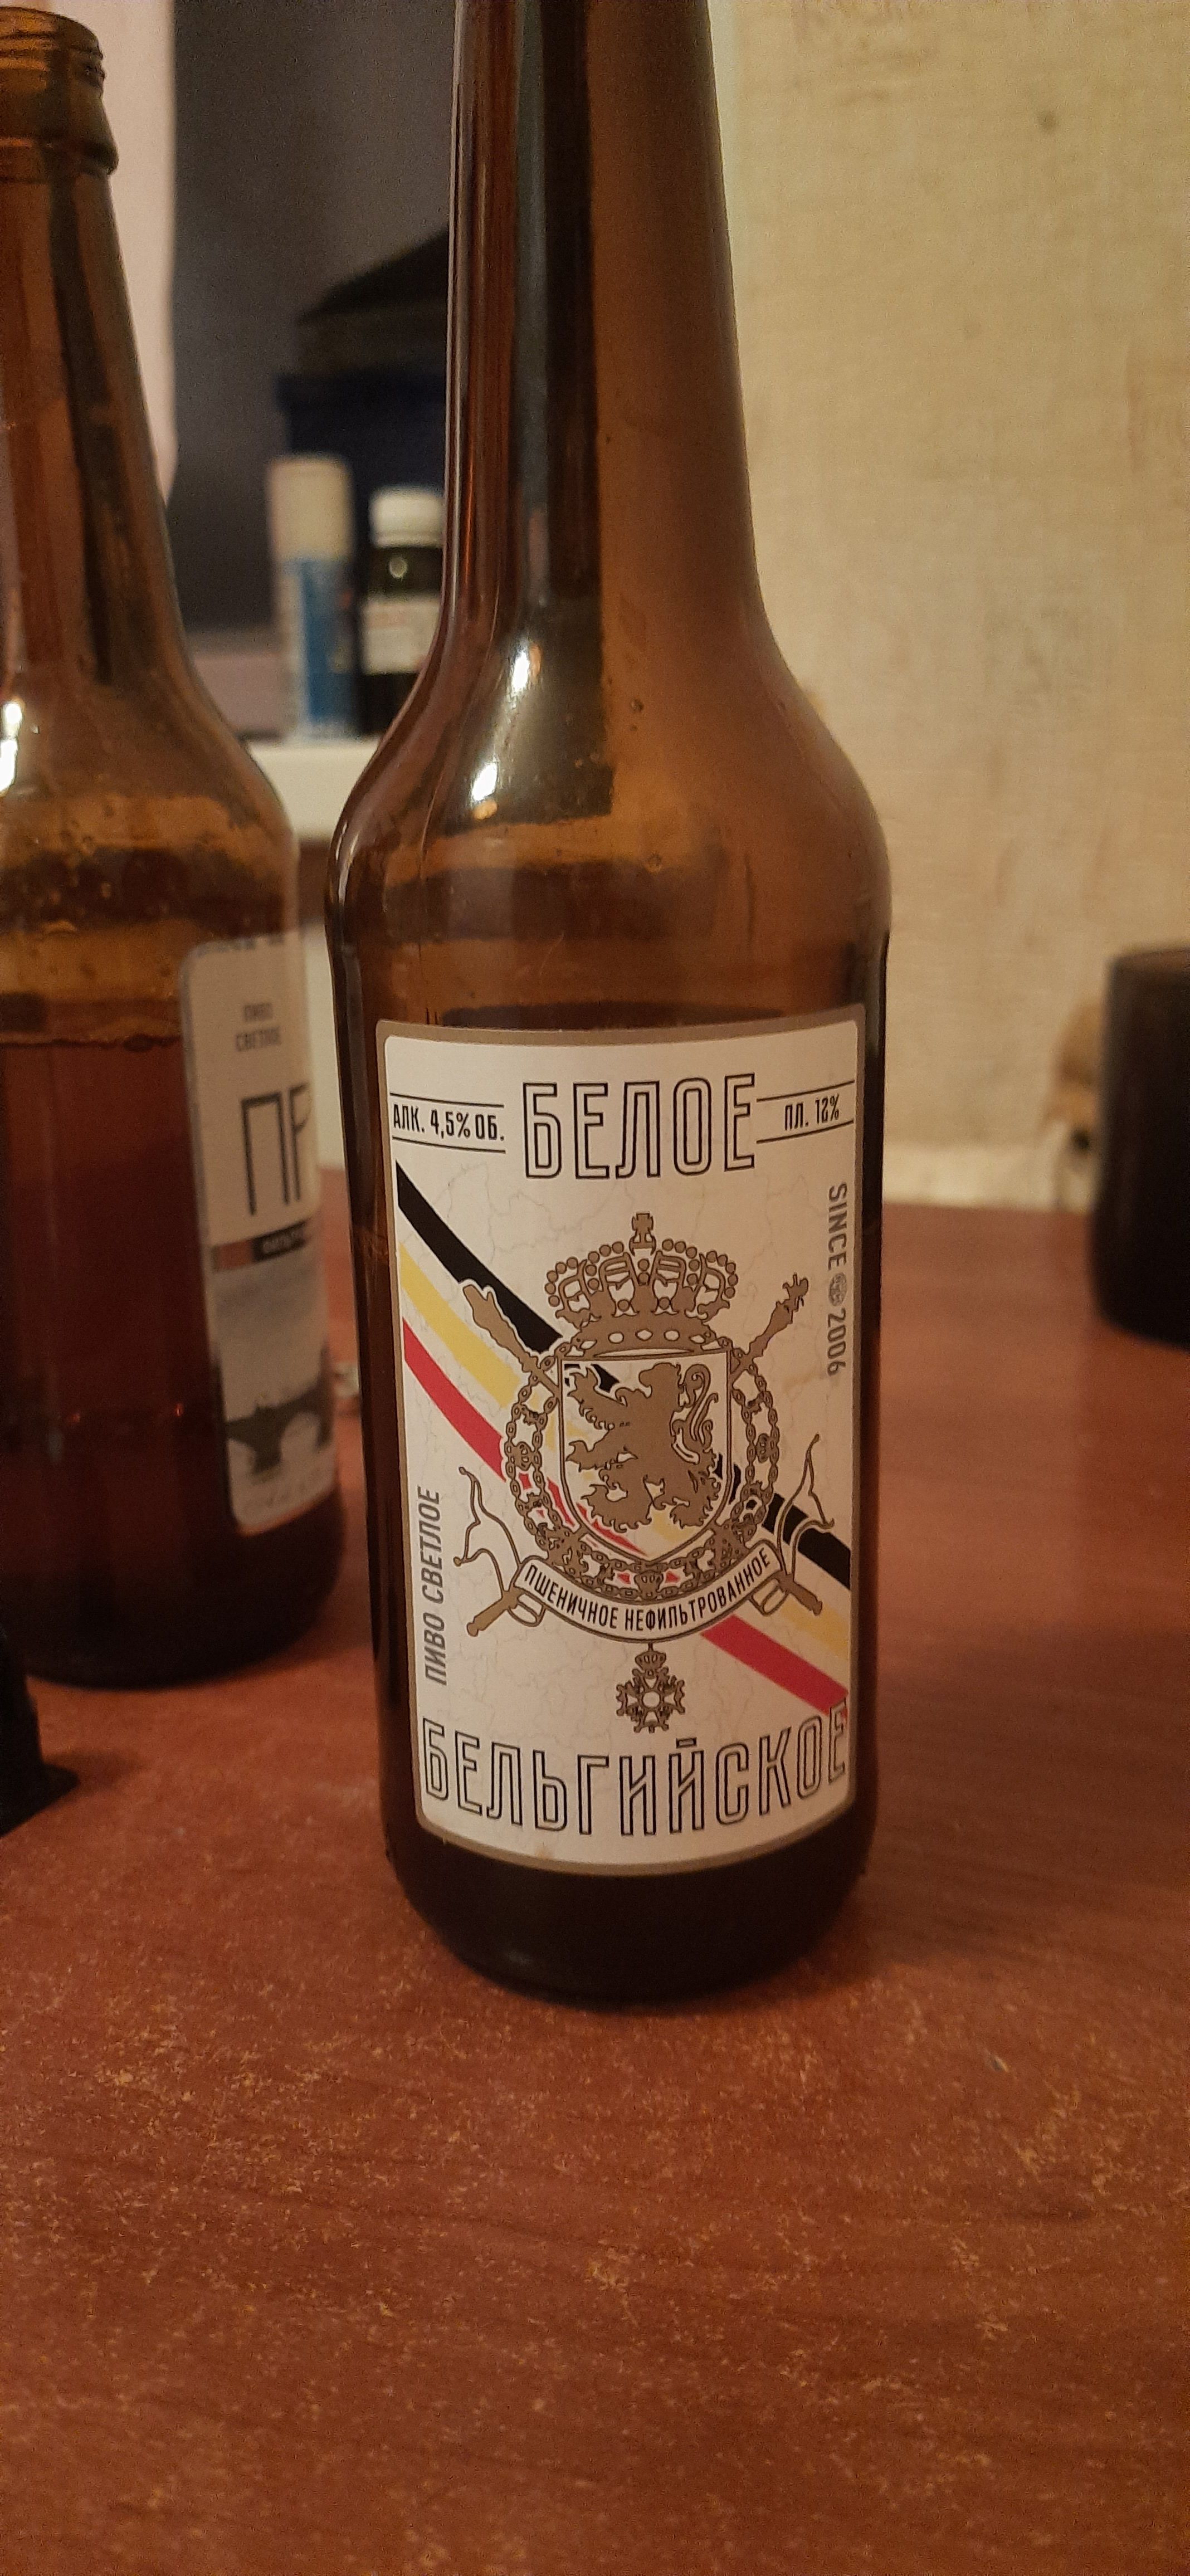 БЕЛОЕ
АЛК. 4,5% ОБ.
ПЛ. 12%
SINCE 2006
ПИВО СВЕТЛОЕ
ПШЕНИЧНОЕ НЕФИЛЬТРОВАННОЕ
БЕЛЬГИЙСКОЕ
ПИВО
СВЕТЛОЕ
ПР